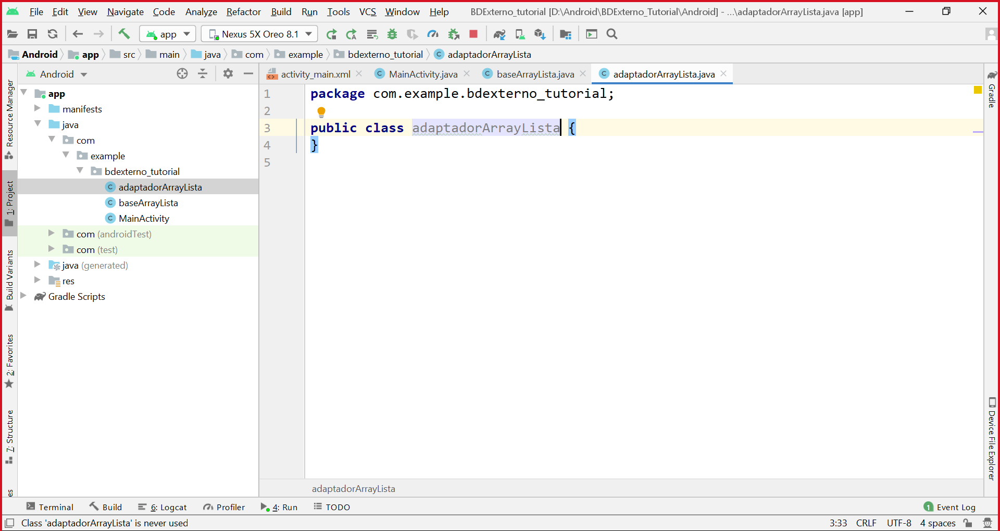 File Edit View Navigate Code Analyze Refactor Build Run Tools VCS Window Help BDExterno_tutorial [D:\Android\BDExterno_Tutorial\Android] - ...\adaptadorArrayLista.java [app]
app Nexus 5X Oreo 8.1
Android app src main java com example bdexterno_tutorial adaptadorArrayLista
Android
activity_main.xml MainActivity.java baseArrayLista.java adaptadorArrayLista.java
app
manifests
java
com
example
bdexterno_tutorial
adaptadorArrayLista
baseArrayLista
MainActivity
com (androidTest)
com (test)
java (generated)
res
Gradle Scripts
1 package com.example.bdexterno_tutorial;
2
3 public class adaptadorArrayLista {
4 }
5
adaptadorArrayLista
Resource Manager
1: Project
Build Variants
2: Favorites
7: Structure
es
Gradle
Device File Explorer
Terminal Build 6: Logcat Profiler 4: Run TODO 1 Event Log
Class 'adaptadorArrayLista' is never used 3:33 CRLF UTF-8 4 spaces